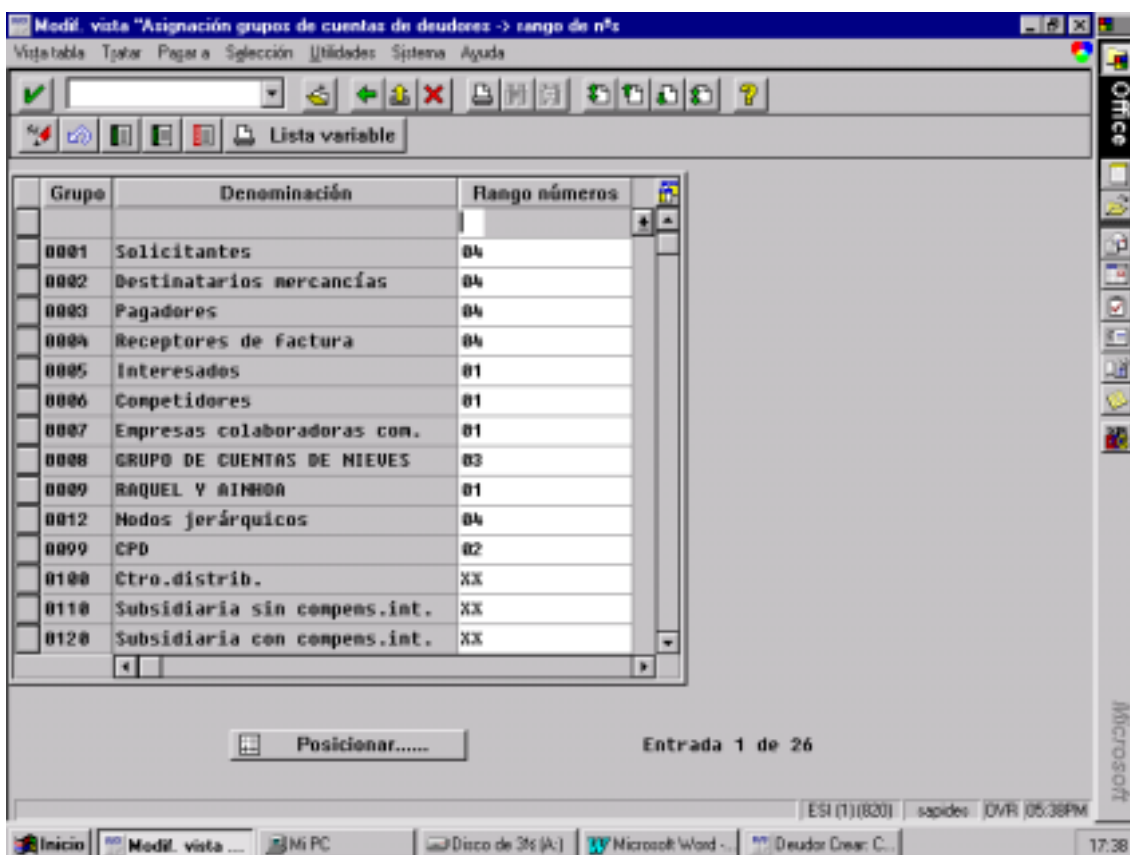 Modif. vista "Asignación grupos de cuentas de deudores -> rango de nºs
Vista tabla Tratar Pasar a Selección Utilidades Sistema Ayuda
Lista variable
Grupo Denominación Rango números
0001 Solicitantes 04
0002 Destinatarios mercancías 04
0003 Pagadores 04
0004 Receptores de factura 04
0005 Interesados 01
0006 Competidores 01
0007 Empresas colaboradoras com. 01
0008 GRUPO DE CUENTAS DE NIEVES 03
0009 RAQUEL Y AINHOA 01
0012 Nodos jerárquicos 04
0099 CPD 02
0100 Ctro.distrib. XX
0110 Subsidiaria sin compens.int. XX
0120 Subsidiaria con compens.int. XX
Posicionar...... Entrada 1 de 26
ESI (1)(820) sapides OVR 05:38PM
Inicio Modif. vista ... Mi PC Disco de 3½ (A:) Microsoft Word -... Deudor Crear: C... 17:38
Office
Microsoft